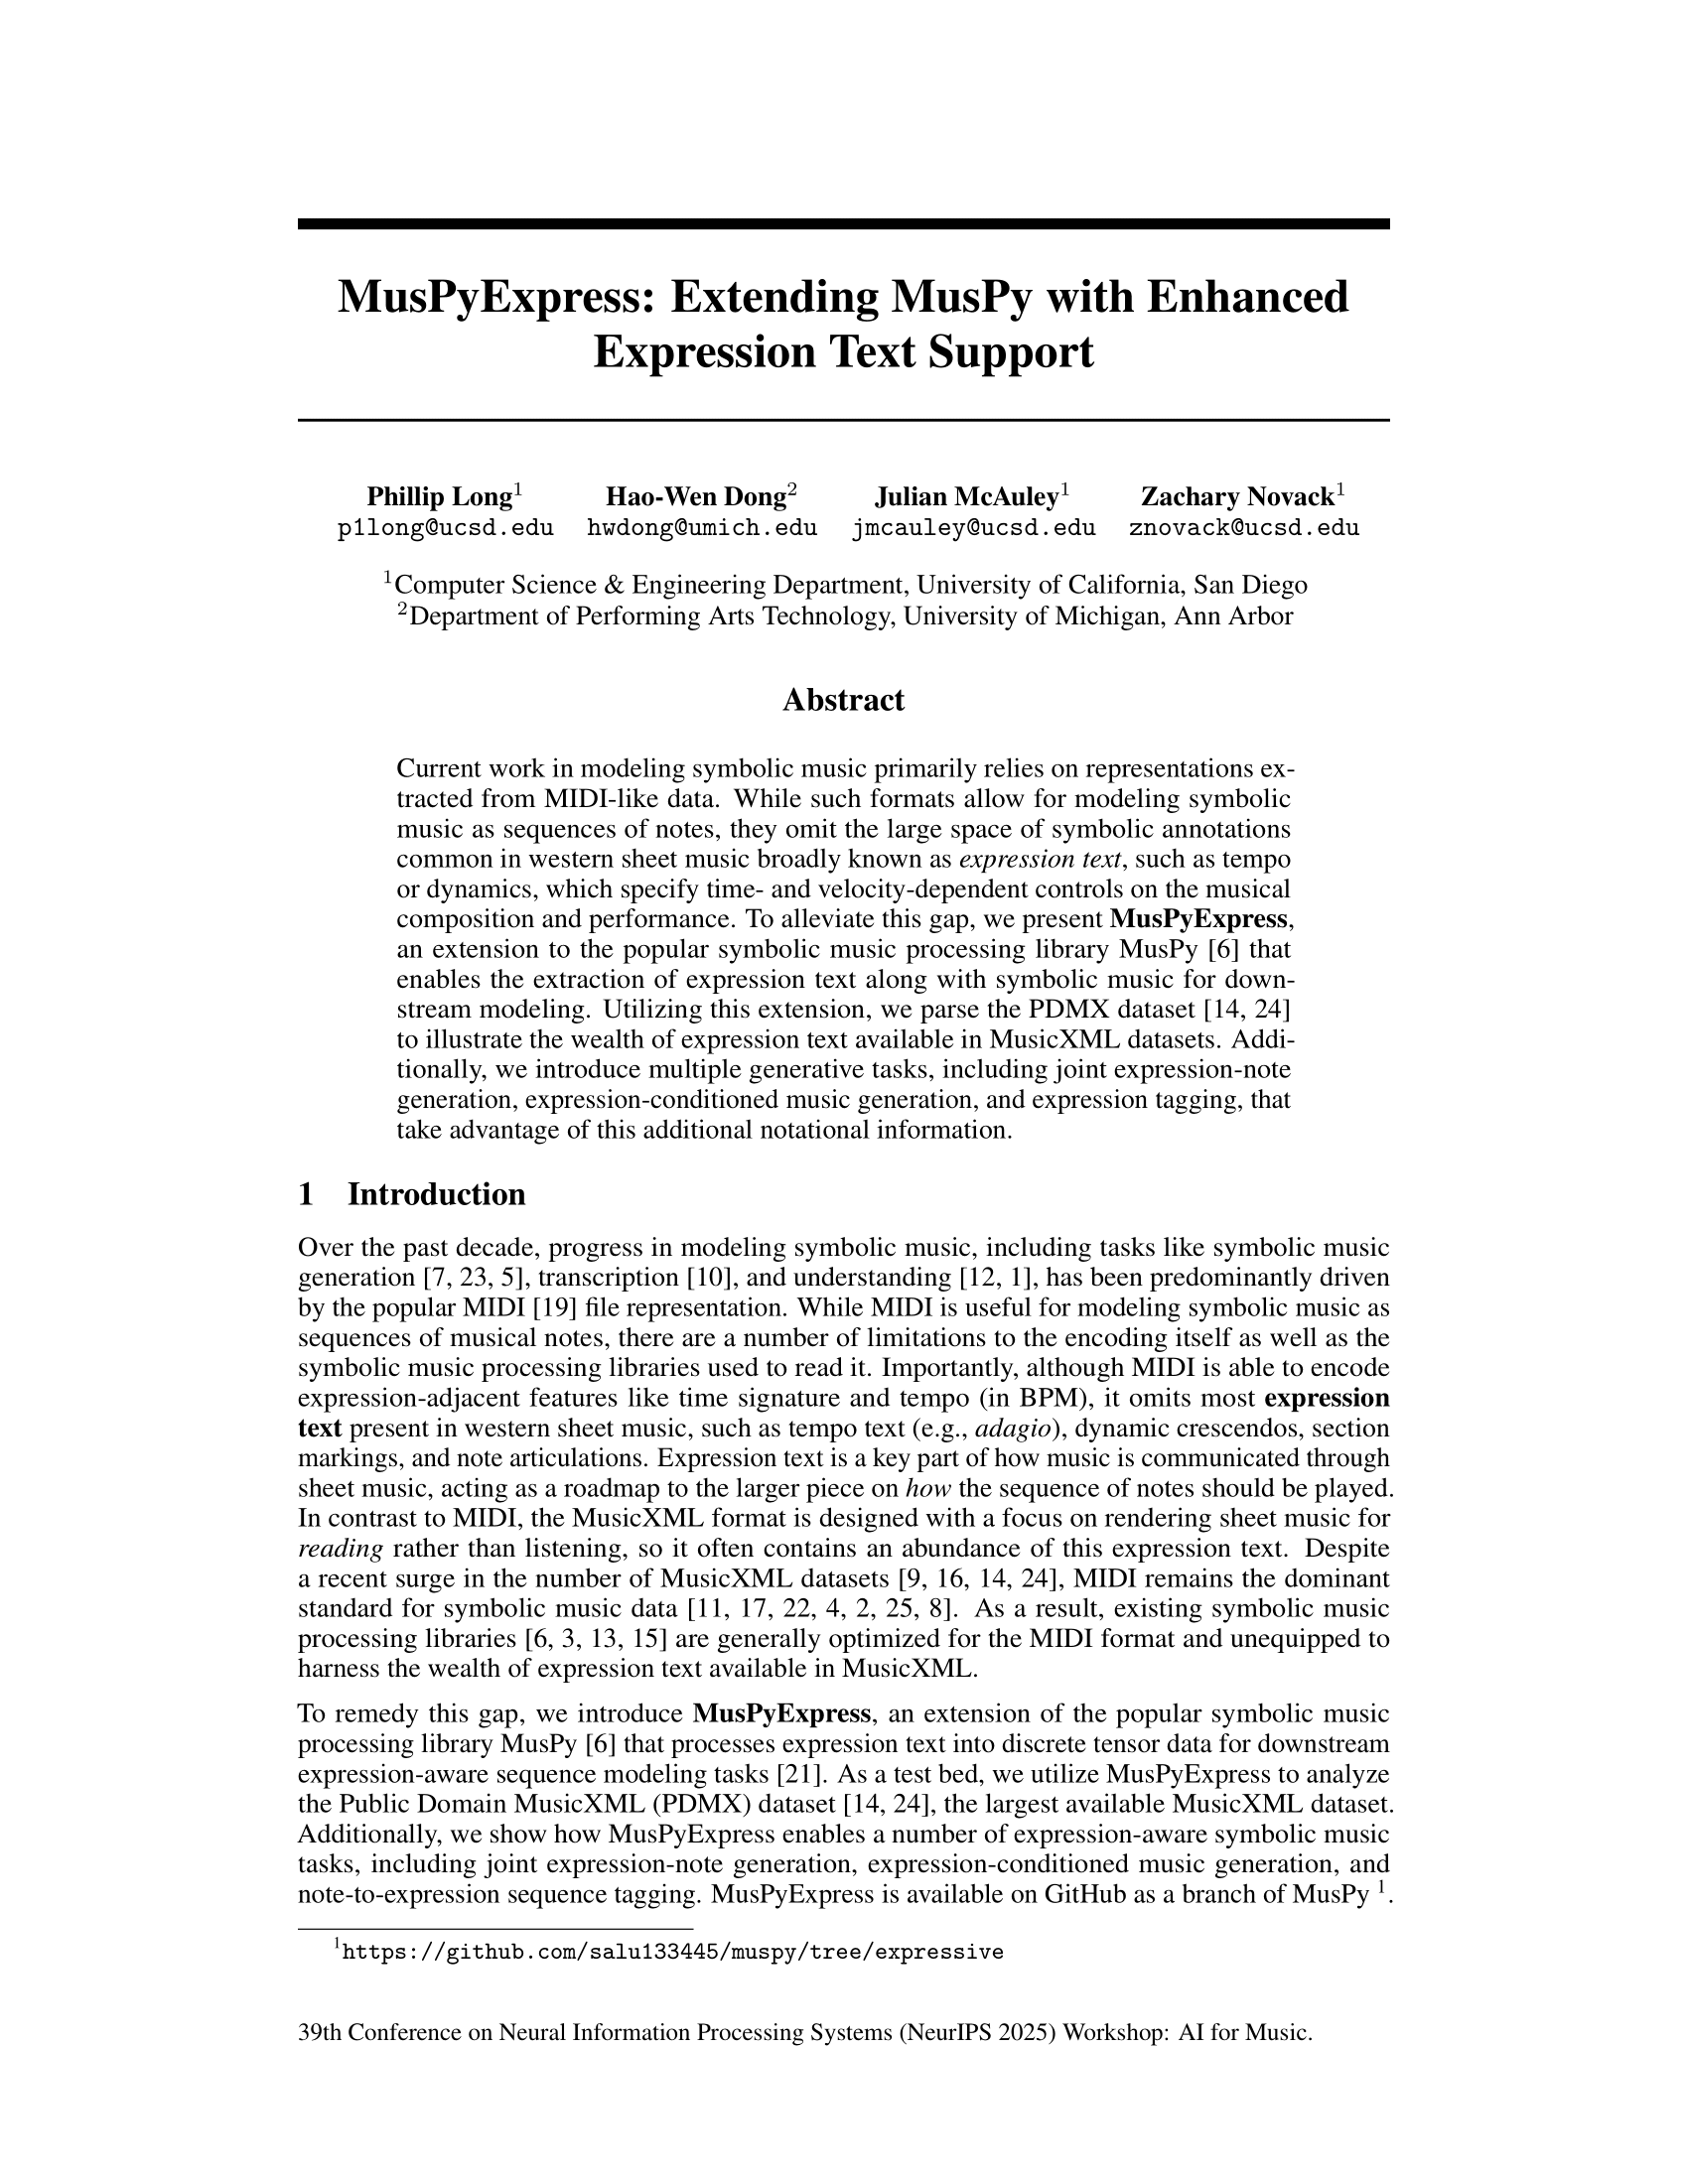 MusPyExpress: Extending MusPy with Enhanced
Expression Text Support
Phillip Long1 Hao-Wen Dong2 Julian McAuley1 Zachary Novack1
p1long@ucsd.edu hwdong@umich.edu jmcauley@ucsd.edu znovack@ucsd.edu
1Computer Science & Engineering Department, University of California, San Diego
2Department of Performing Arts Technology, University of Michigan, Ann Arbor
Abstract
Current work in modeling symbolic music primarily relies on representations ex-
tracted from MIDI-like data. While such formats allow for modeling symbolic
music as sequences of notes, they omit the large space of symbolic annotations
common in western sheet music broadly known as expression text, such as tempo
or dynamics, which specify time- and velocity-dependent controls on the musical
composition and performance. To alleviate this gap, we present MusPyExpress,
an extension to the popular symbolic music processing library MusPy [6] that
enables the extraction of expression text along with symbolic music for down-
stream modeling. Utilizing this extension, we parse the PDMX dataset [14, 24]
to illustrate the wealth of expression text available in MusicXML datasets. Addi-
tionally, we introduce multiple generative tasks, including joint expression-note
generation, expression-conditioned music generation, and expression tagging, that
take advantage of this additional notational information.
1 Introduction
Over the past decade, progress in modeling symbolic music, including tasks like symbolic music
generation [7, 23, 5], transcription [10], and understanding [12, 1], has been predominantly driven
by the popular MIDI [19] file representation. While MIDI is useful for modeling symbolic music as
sequences of musical notes, there are a number of limitations to the encoding itself as well as the
symbolic music processing libraries used to read it. Importantly, although MIDI is able to encode
expression-adjacent features like time signature and tempo (in BPM), it omits most expression
text present in western sheet music, such as tempo text (e.g., adagio), dynamic crescendos, section
markings, and note articulations. Expression text is a key part of how music is communicated through
sheet music, acting as a roadmap to the larger piece on how the sequence of notes should be played.
In contrast to MIDI, the MusicXML format is designed with a focus on rendering sheet music for
reading rather than listening, so it often contains an abundance of this expression text. Despite
a recent surge in the number of MusicXML datasets [9, 16, 14, 24], MIDI remains the dominant
standard for symbolic music data [11, 17, 22, 4, 2, 25, 8]. As a result, existing symbolic music
processing libraries [6, 3, 13, 15] are generally optimized for the MIDI format and unequipped to
harness the wealth of expression text available in MusicXML.
To remedy this gap, we introduce MusPyExpress, an extension of the popular symbolic music
processing library MusPy [6] that processes expression text into discrete tensor data for downstream
expression-aware sequence modeling tasks [21]. As a test bed, we utilize MusPyExpress to analyze
the Public Domain MusicXML (PDMX) dataset [14, 24], the largest available MusicXML dataset.
Additionally, we show how MusPyExpress enables a number of expression-aware symbolic music
tasks, including joint expression-note generation, expression-conditioned music generation, and
note-to-expression sequence tagging. MusPyExpress is available on GitHub as a branch of MusPy 1.
1https://github.com/salu133445/muspy/tree/expressive
39th Conference on Neural Information Processing Systems (NeurIPS 2025) Workshop: AI for Music.